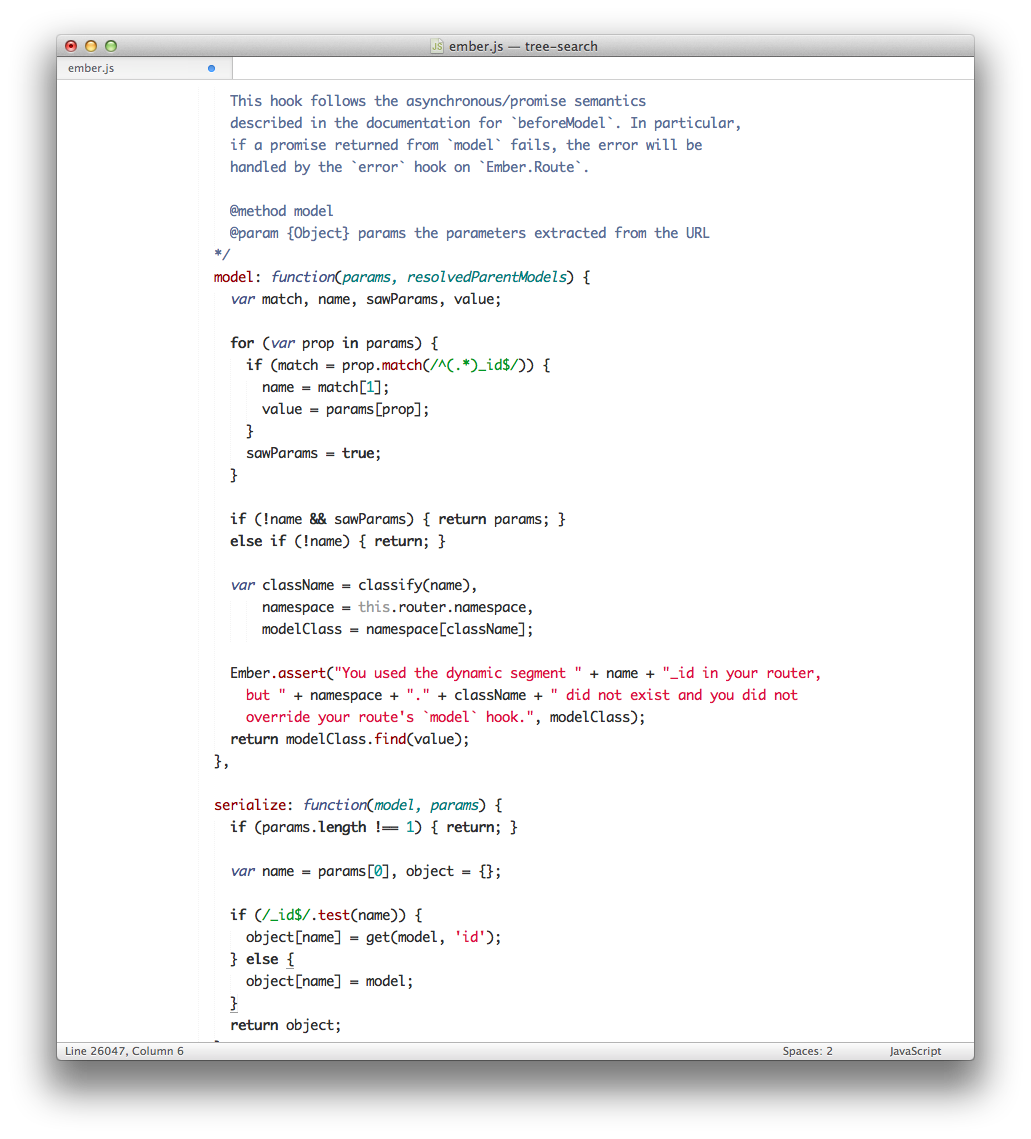 JS ember.js — tree-search
ember.js
This hook follows the asynchronous/promise semantics
described in the documentation for `beforeModel`. In particular,
if a promise returned from `model` fails, the error will be
handled by the `error` hook on `Ember.Route`.
@method model
@param {Object} params the parameters extracted from the URL
*/
model: function(params, resolvedParentModels) {
var match, name, sawParams, value;
for (var prop in params) {
if (match = prop.match(/^(.*)_id$/)) {
name = match[1];
value = params[prop];
}
sawParams = true;
}
if (!name && sawParams) { return params; }
else if (!name) { return; }
var className = classify(name),
namespace = this.router.namespace,
modelClass = namespace[className];
Ember.assert("You used the dynamic segment " + name + "_id in your router,
but " + namespace + "." + className + " did not exist and you did not
override your route's `model` hook.", modelClass);
return modelClass.find(value);
},
serialize: function(model, params) {
if (params.length !== 1) { return; }
var name = params[0], object = {};
if (/_id$/.test(name)) {
object[name] = get(model, 'id');
} else {
object[name] = model;
}
return object;
Line 26047, Column 6
Spaces: 2
JavaScript